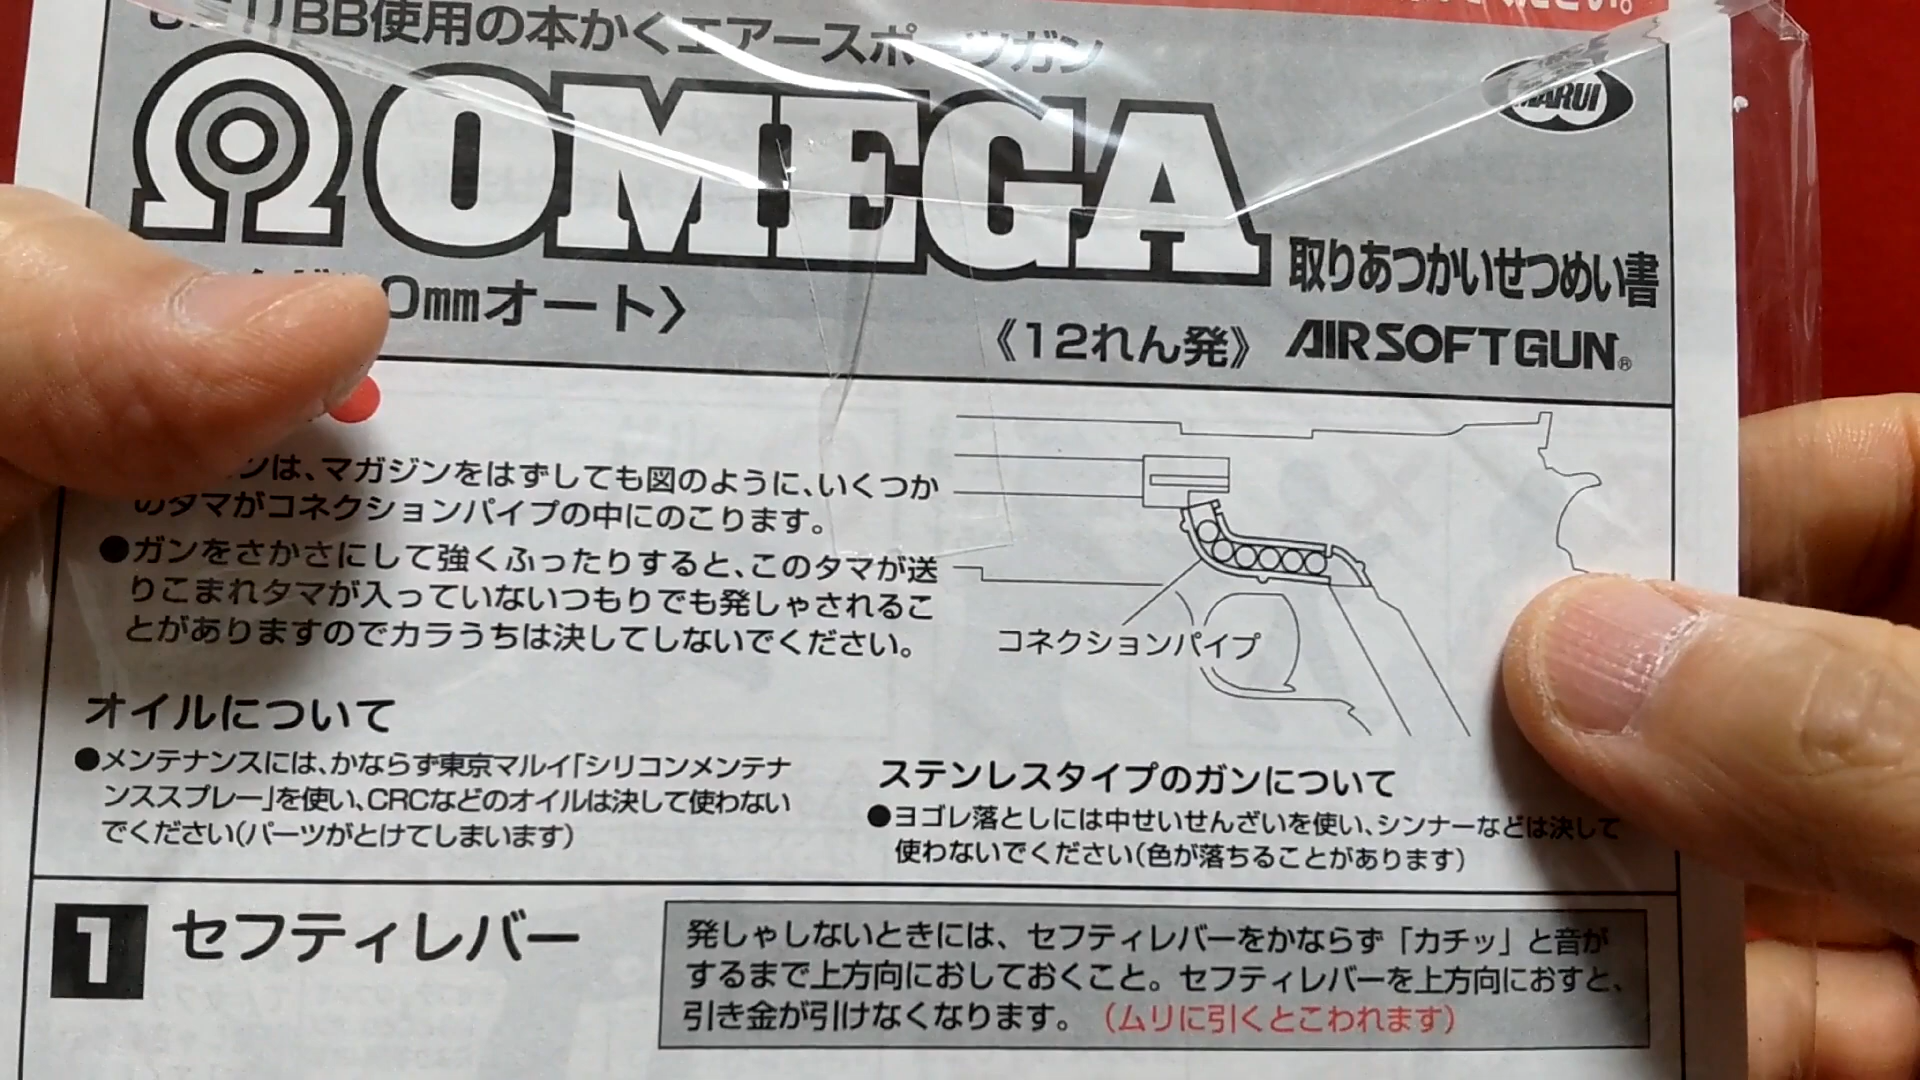 ください。
BB使用の本かくエアースポーツガン
MARUI
Ω OMEGA
取りあつかいせつめい書
0mmオート〉
《12れん発》 AIRSOFTGUN®
ンは、マガジンをはずしても図のように、いくつか
のタマがコネクションパイプの中にのこります。
●ガンをさかさにして強くふったりすると、このタマが送
りこまれタマが入っていないつもりでも発しゃされるこ
とがありますのでカラうちは決してしないでください。
コネクションパイプ
オイルについて
●メンテナンスには、かならず東京マルイ「シリコンメンテナ
ンススプレー」を使い、CRCなどのオイルは決して使わない
でください(パーツがとけてしまいます)
ステンレスタイプのガンについて
●ヨゴレ落としには中せいせんざいを使い、シンナーなどは決して
使わないでください(色が落ちることがあります)
1 セフティレバー
発しゃしないときには、セフティレバーをかならず「カチッ」と音が
するまで上方向におしておくこと。セフティレバーを上方向におすと、
引き金が引けなくなります。(ムリに引くとこわれます)